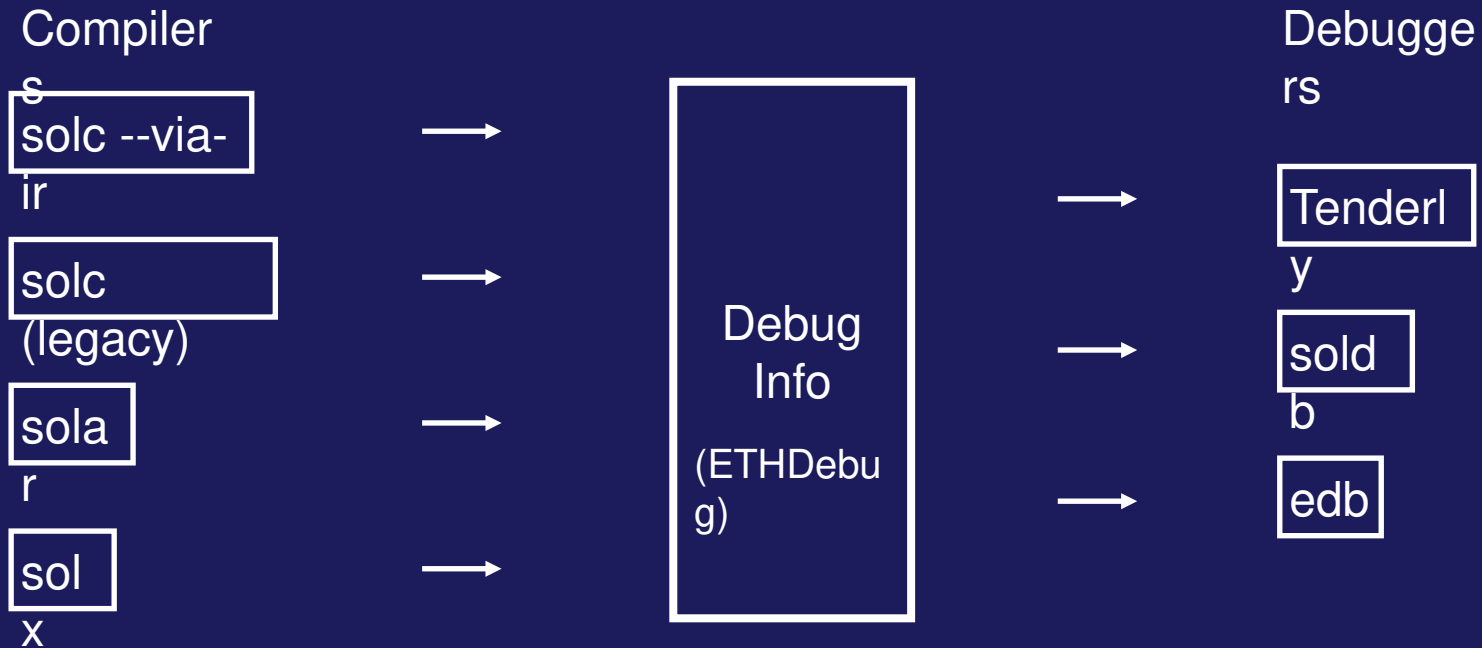 Compiler
s
solc --via-
ir
solc
(legacy)
sola
r
sol
x
Debug
Info
(ETHDebu
g)
Debugge
rs
Tenderl
y
sold
b
edb